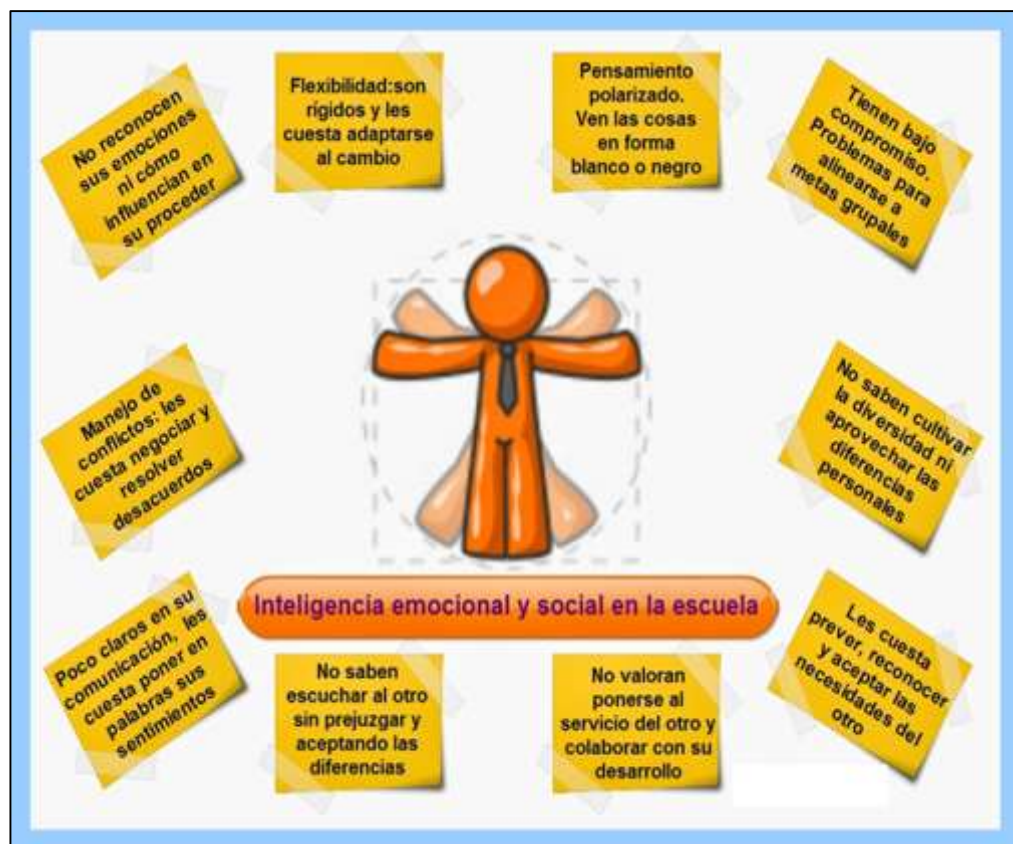 No reconocen
sus emociones
ni cómo
influencian en
su proceder
Flexibilidad:son
rígidos y les
cuesta adaptarse
al cambio
Pensamiento
polarizado.
Ven las cosas
en forma
blanco o negro
Tienen bajo
compromiso.
Problemas para
alinearse a
metas grupales
Manejo de
conflictos: les
cuesta negociar y
resolver
desacuerdos
No saben cultivar
la diversidad ni
aprovechar las
diferencias
personales
Inteligencia emocional y social en la escuela
Poco claros en su
comunicación, les
cuesta poner en
palabras sus
sentimientos
No saben
escuchar al otro
sin prejuzgar y
aceptando las
diferencias
No valoran
ponerse al
servicio del otro y
colaborar con su
desarrollo
Les cuesta
prever, reconocer
y aceptar las
necesidades del
otro